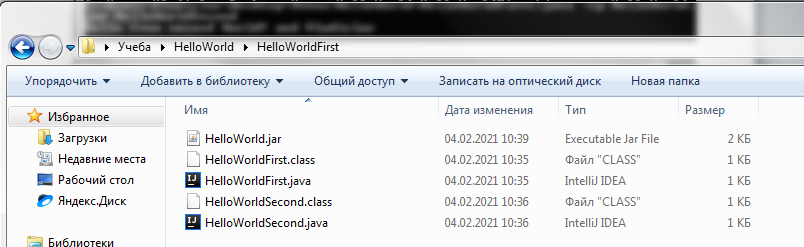 Учеба HelloWorld HelloWorldFirst
Упорядочить Добавить в библиотеку Общий доступ Записать на оптический диск Новая папка
Избранное
Загрузки
Недавние места
Рабочий стол
Яндекс.Диск
Библиотеки
Имя Дата изменения Тип Размер
HelloWorld.jar 04.02.2021 10:39 Executable Jar File 2 КБ
HelloWorldFirst.class 04.02.2021 10:35 Файл "CLASS" 1 КБ
HelloWorldFirst.java 04.02.2021 10:35 IntelliJ IDEA 1 КБ
HelloWorldSecond.class 04.02.2021 10:36 Файл "CLASS" 1 КБ
HelloWorldSecond.java 04.02.2021 10:36 IntelliJ IDEA 1 КБ